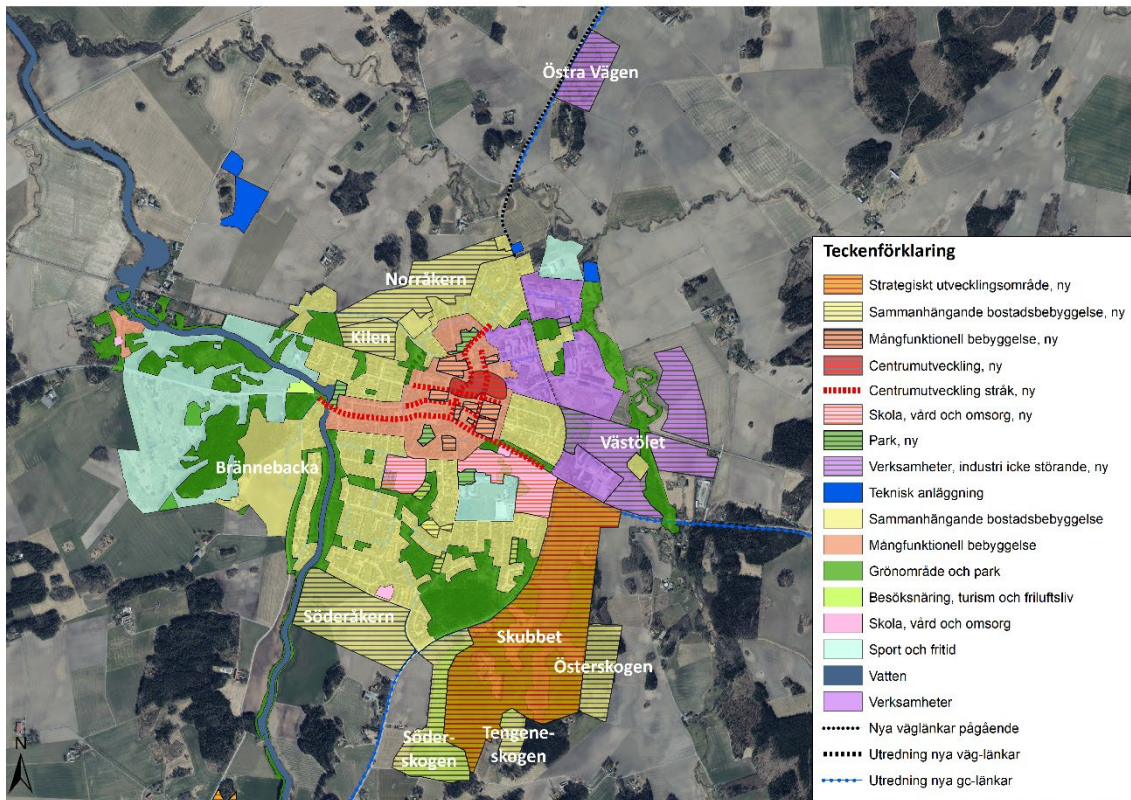 Östra Vägen
Norråkern
Kilen
Västölet
Brännebacka
Söderåkern
Skubbet
Österskogen
Söder-
skogen
Tengene-
skogen
N
Teckenförklaring
Strategiskt utvecklingsområde, ny
Sammanhängande bostadsbebyggelse, ny
Mångfunktionell bebyggelse, ny
Centrumutveckling, ny
Centrumutveckling stråk, ny
Skola, vård och omsorg, ny
Park, ny
Verksamheter, industri icke störande, ny
Teknisk anläggning
Sammanhängande bostadsbebyggelse
Mångfunktionell bebyggelse
Grönområde och park
Besöksnäring, turism och friluftsliv
Skola, vård och omsorg
Sport och fritid
Vatten
Verksamheter
Nya väglänkar pågående
Utredning nya väg-länkar
Utredning nya gc-länkar